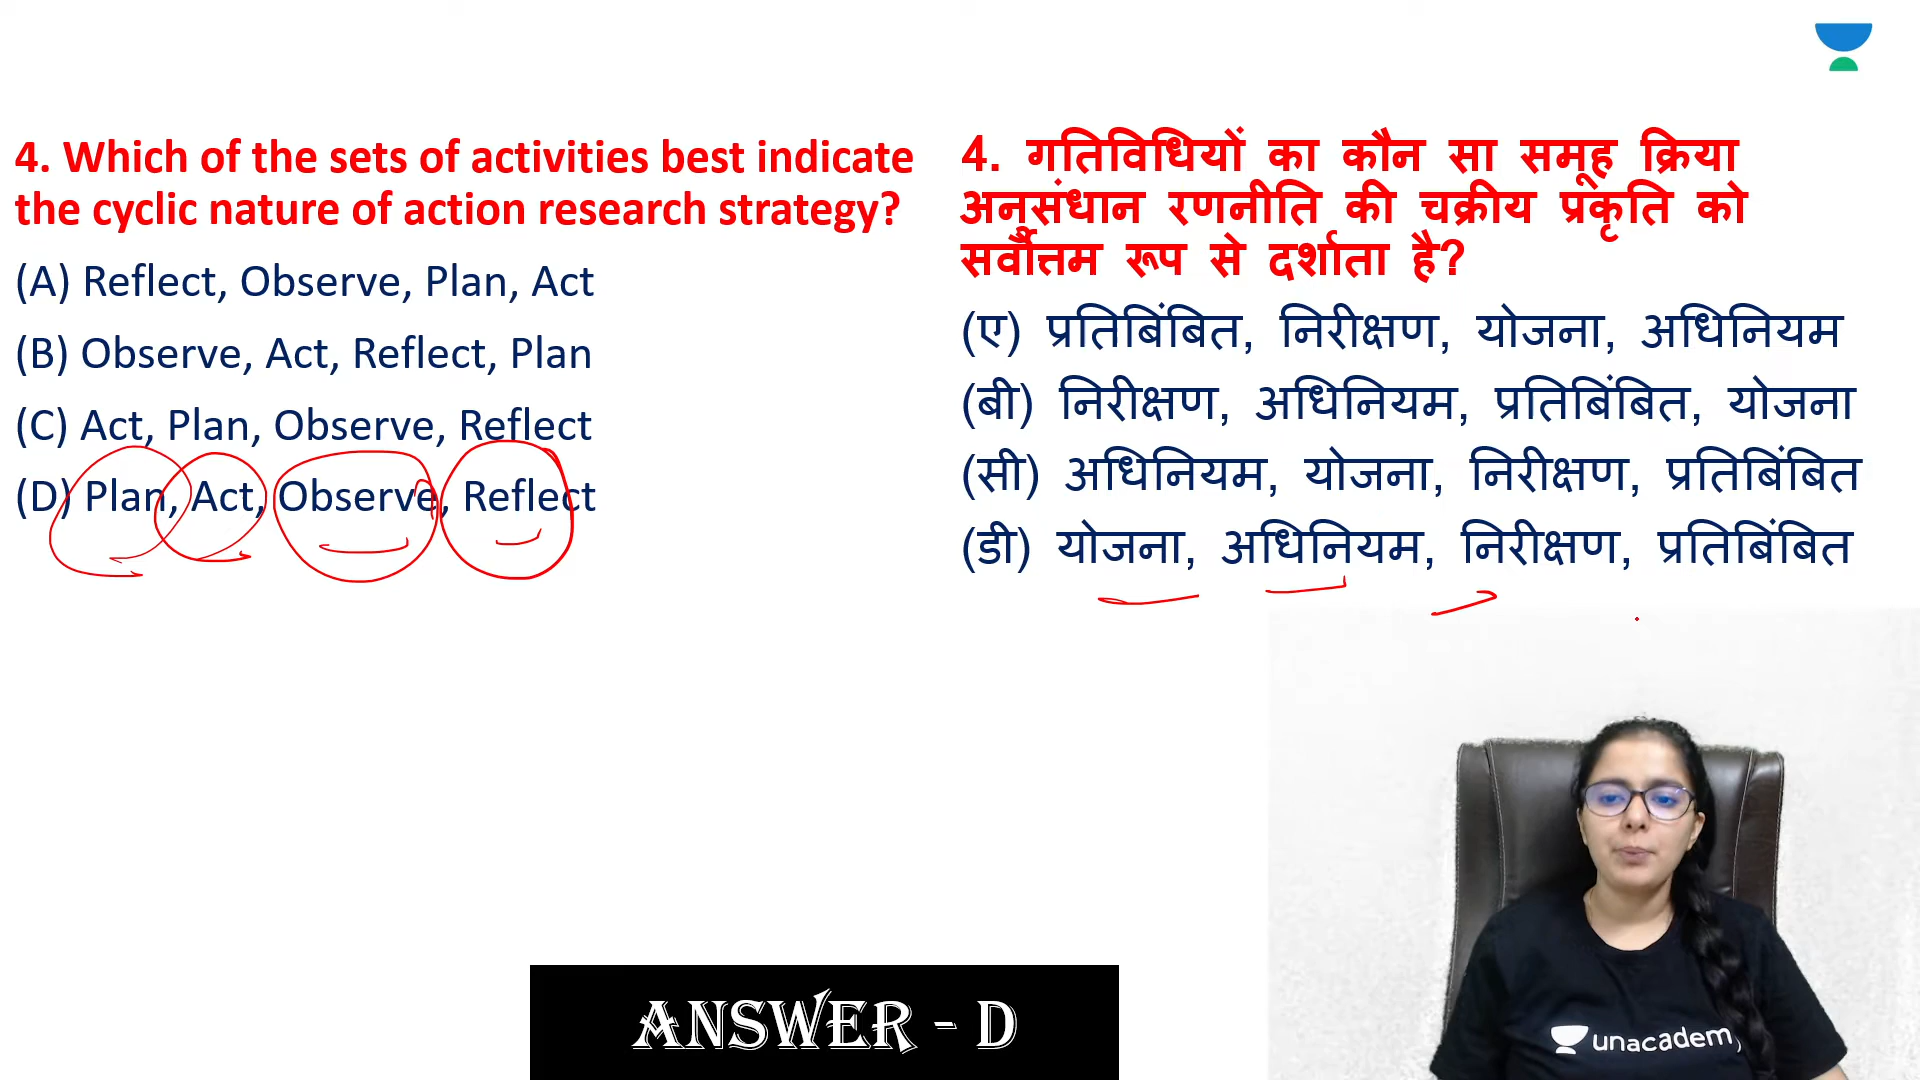 4. Which of the sets of activities best indicate
the cyclic nature of action research strategy?
(A) Reflect, Observe, Plan, Act
(B) Observe, Act, Reflect, Plan
(C) Act, Plan, Observe, Reflect
(D) Plan, Act, Observe, Reflect
4. गतिविधियों का कौन सा समूह क्रिया
अनुसंधान रणनीति की चक्रीय प्रकृति को
सर्वोत्तम रूप से दर्शाता है?
(ए) प्रतिबिंबित, निरीक्षण, योजना, अधिनियम
(बी) निरीक्षण, अधिनियम, प्रतिबिंबित, योजना
(सी) अधिनियम, योजना, निरीक्षण, प्रतिबिंबित
(डी) योजना, अधिनियम, निरीक्षण, प्रतिबिंबित
ANSWER - D
unacadem